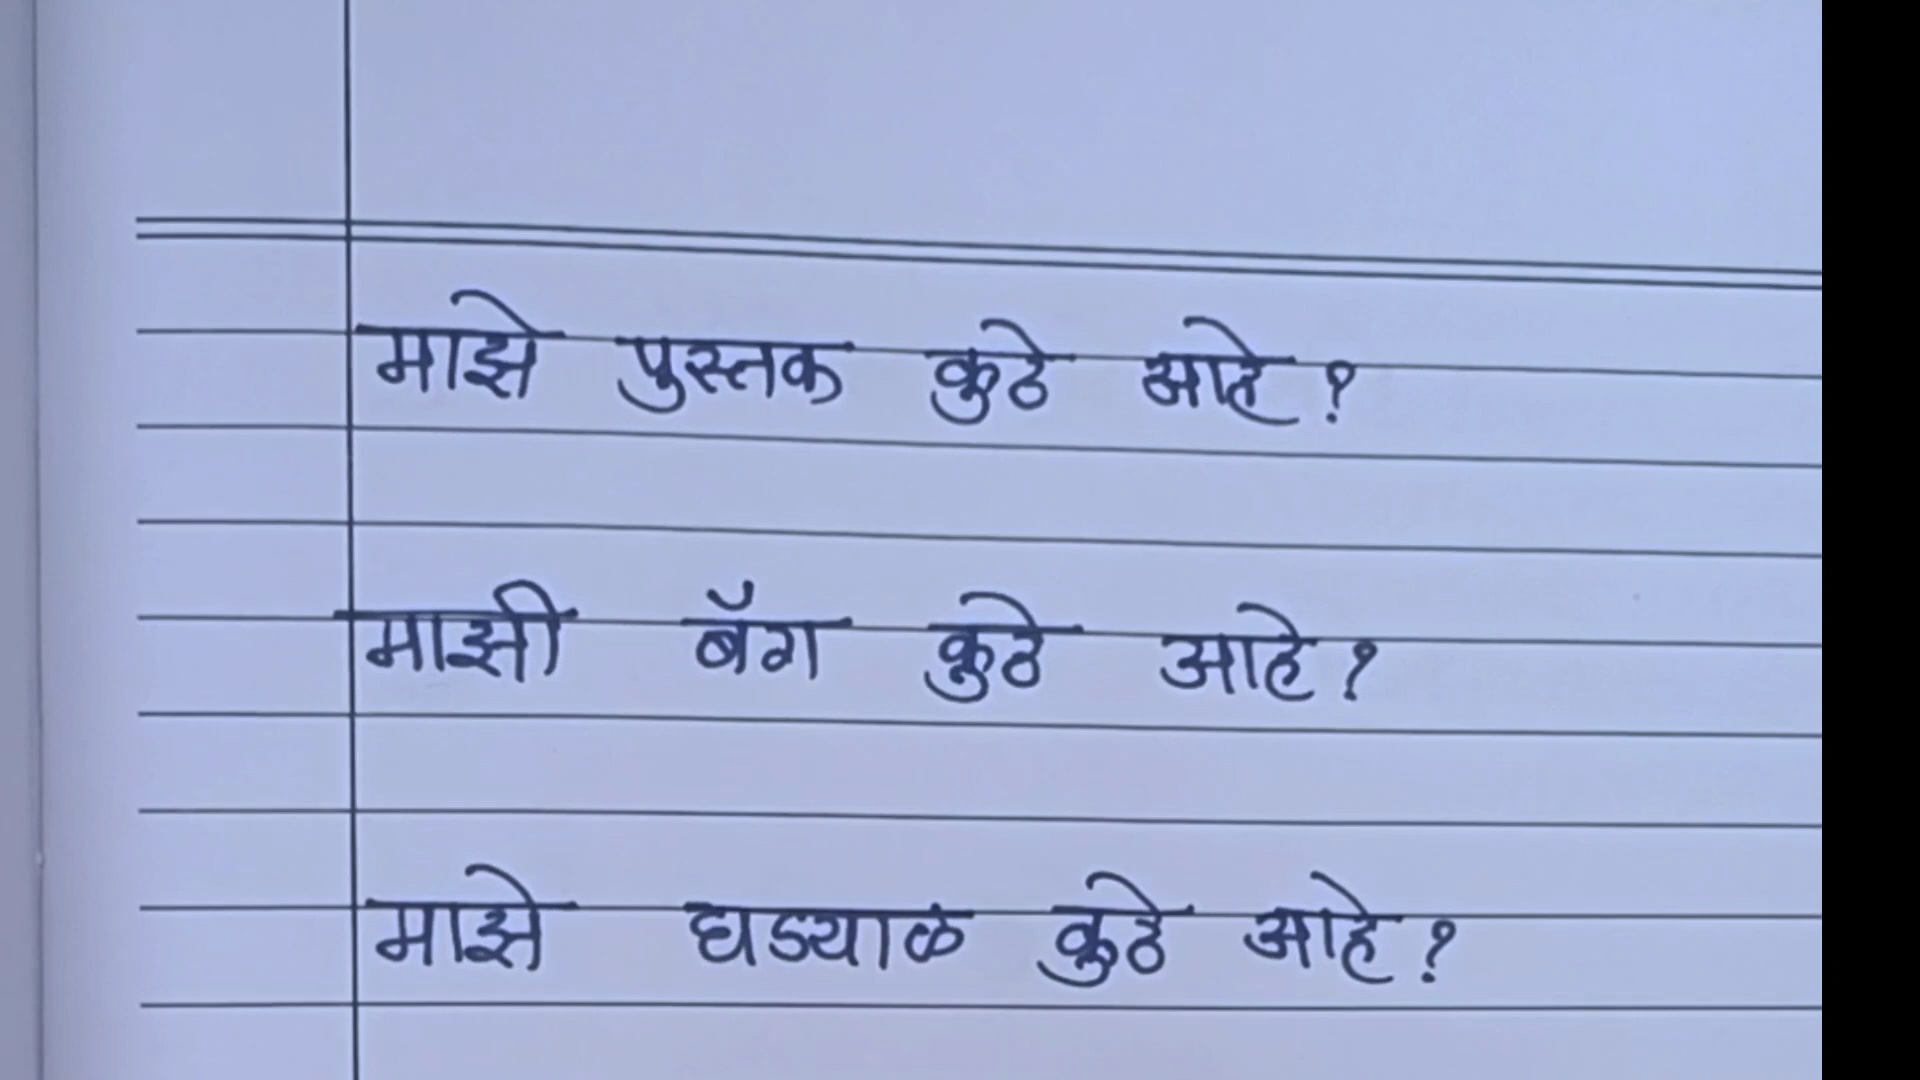 माझे पुस्तक कुठे आहे?
माझी बॅग कुठे आहे?
माझे घड्याळ कुठे आहे?